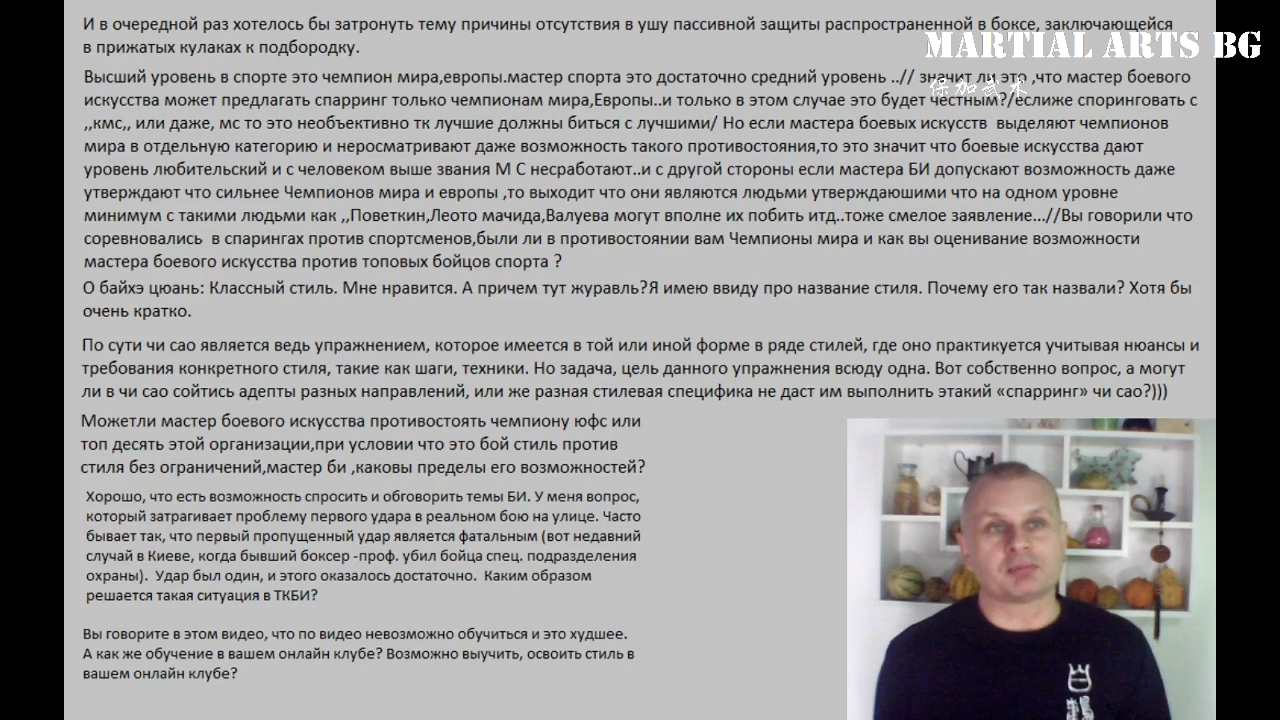 И в очередной раз хотелось бы затронуть тему причины отсутствия в ушу пассивной защиты распространенной в боксе, заключающейся
в прижатых кулаках к подбородку.
MARTIAL ARTS BG
保加武术
Высший уровень в спорте это чемпион мира,европы.мастер спорта это достаточно средний уровень ..// значит ли это ,что мастер боевого
искусства может предлагать спарринг только чемпионам мира,Европы..и только в этом случае это будет честным?/еслиже споринговать с
,,кмс,, или даже, мс то это необъективно тк лучшие должны биться с лучшими/ Но если мастера боевых искусств  выделяют чемпионов
мира в отдельную категорию и неросматривают даже возможность такого противостояния,то это значит что боевые искусства дают
уровень любительский и с человеком выше звания М С несработают..и с другой стороны если мастера БИ допускают возможность даже
утверждают что сильнее Чемпионов мира и европы ,то выходит что они являются людьми утверждаюшими что на одном уровне
минимум с такими людьми как ,,Поветкин,Леото мачида,Валуева могут вполне их побить итд..тоже смелое заявление...//Вы говорили что
соревновались  в спарингах против спортсменов,были ли в противостоянии вам Чемпионы мира и как вы оценивание возможности
мастера боевого искусства против топовых бойцов спорта ?
О байхэ цюань: Классный стиль. Мне нравится. А причем тут журавль?Я имею ввиду про название стиля. Почему его так назвали? Хотя бы
очень кратко.
По сути чи сао является ведь упражнением, которое имеется в той или иной форме в ряде стилей, где оно практикуется учитывая нюансы и
требования конкретного стиля, такие как шаги, техники. Но задача, цель данного упражнения всюду одна. Вот собственно вопрос, а могут
ли в чи сао сойтись адепты разных направлений, или же разная стилевая специфика не даст им выполнить этакий «спарринг» чи сао?)))
Можетли мастер боевого искусства противостоять чемпиону юфс или
топ десять этой организации,при условии что это бой стиль против
стиля без ограничений,мастер би ,каковы пределы его возможностей?
Хорошо, что есть возможность спросить и обговорить темы БИ. У меня вопрос,
который затрагивает проблему первого удара в реальном бою на улице. Часто
бывает так, что первый пропущенный удар является фатальным (вот недавний
случай в Киеве, когда бывший боксер -проф. убил бойца спец. подразделения
охраны).  Удар был один, и этого оказалось достаточно.  Каким образом
решается такая ситуация в ТКБИ?
Вы говорите в этом видео, что по видео невозможно обучиться и это худшее.
А как же обучение в вашем онлайн клубе? Возможно выучить, освоить стиль в
вашем онлайн клубе?